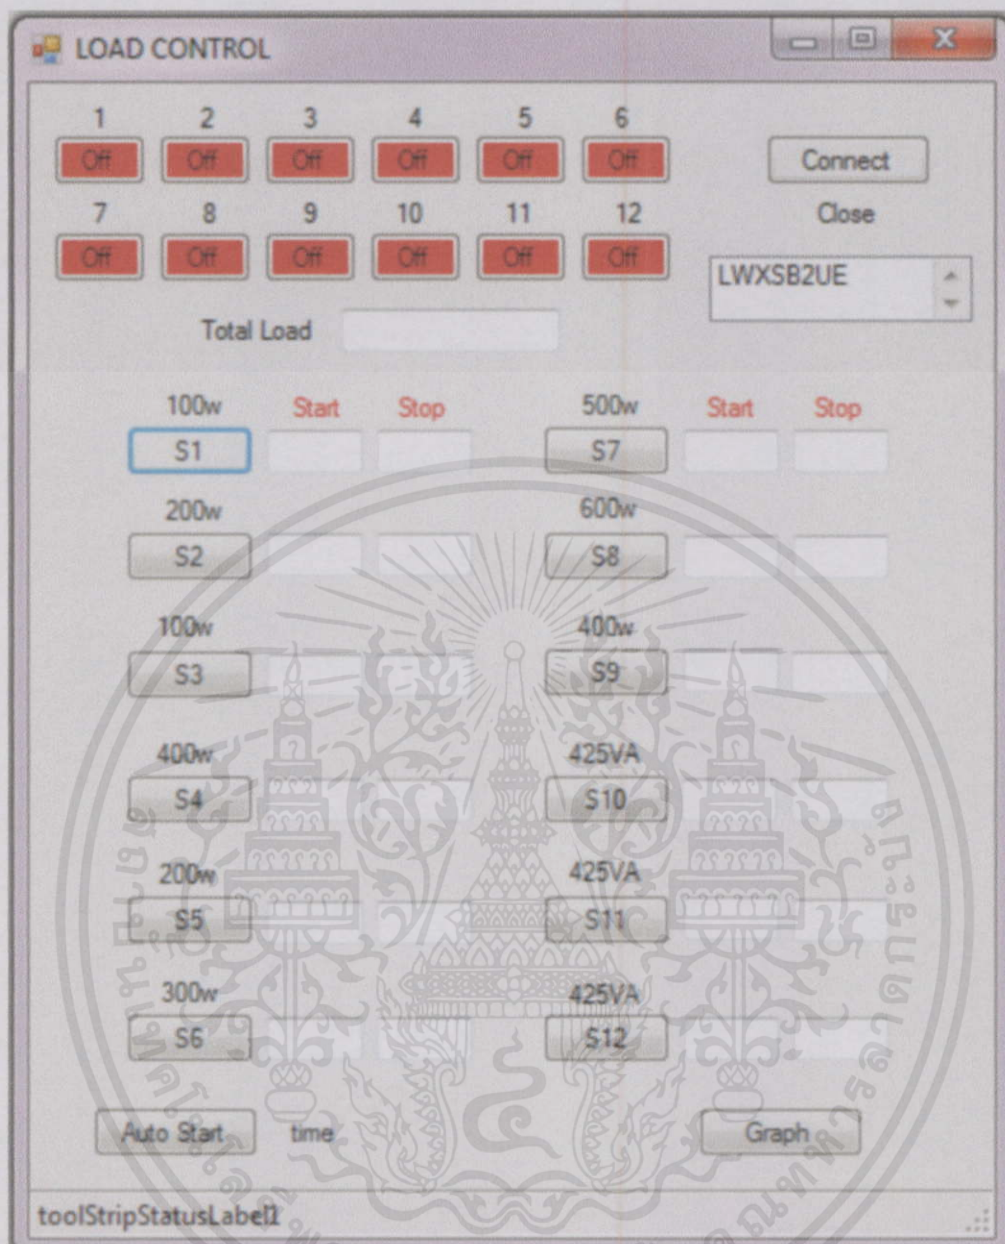 LOAD CONTROL
1 2 3 4 5 6
Off Off Off Off Off Off
Connect
7 8 9 10 11 12
Close
Off Off Off Off Off Off
LWXSB2UE
Total Load
100w Start Stop 500w Start Stop
S1 S7
200w 600w
S2 S8
100w 400w
S3 S9
400w 425VA
S4 S10
200w 425VA
S5 S11
300w 425VA
S6 S12
Auto Start time Graph
toolStripStatusLabel1